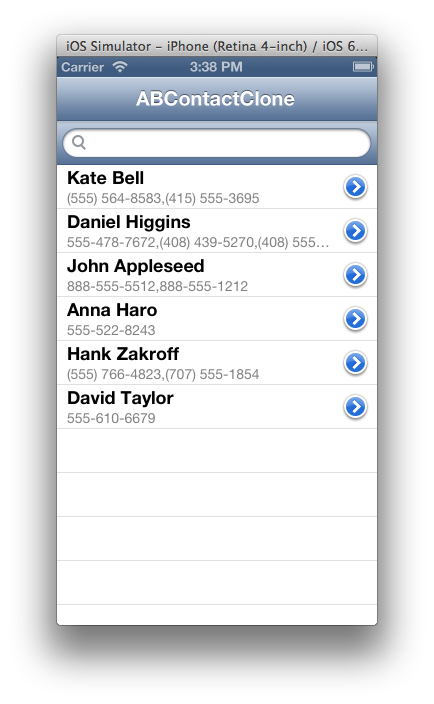 iOS Simulator - iPhone (Retina 4-inch) / iOS 6...
Carrier 3:38 PM
ABContactClone
Kate Bell
(555) 564-8583,(415) 555-3695
Daniel Higgins
555-478-7672,(408) 439-5270,(408) 555...
John Appleseed
888-555-5512,888-555-1212
Anna Haro
555-522-8243
Hank Zakroff
(555) 766-4823,(707) 555-1854
David Taylor
555-610-6679